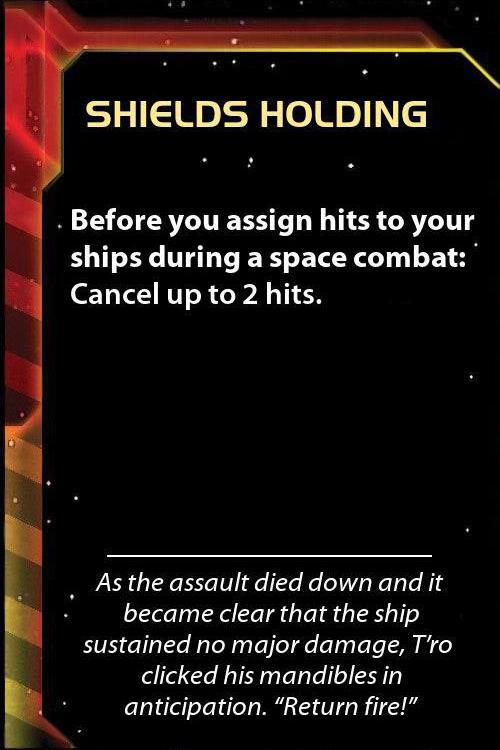 SHIELDS HOLDING
Before you assign hits to your
ships during a space combat:
Cancel up to 2 hits.
As the assault died down and it
became clear that the ship
sustained no major damage, T’ro
clicked his mandibles in
anticipation. “Return fire!”